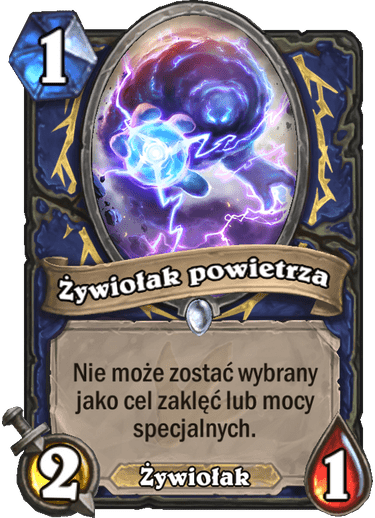 1
Żywiołak powietrza
Nie może zostać wybrany
jako cel zaklęć lub mocy
specjalnych.
2
Żywiołak
1